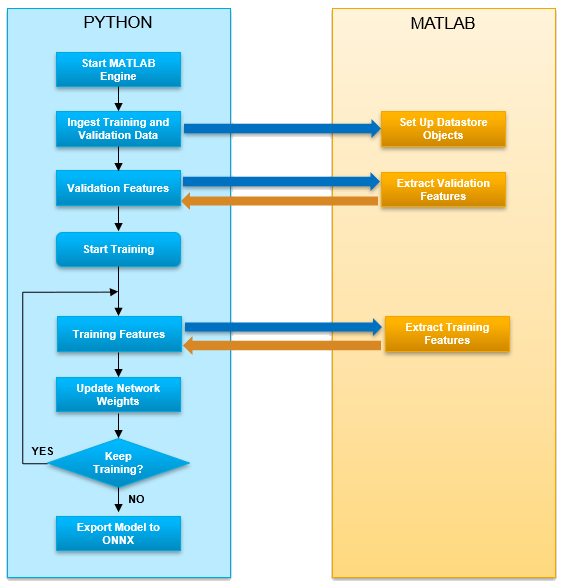 PYTHON
MATLAB
Start MATLAB
Engine
Ingest Training and
Validation Data
Set Up Datastore
Objects
Validation Features
Extract Validation
Features
Start Training
Training Features
Extract Training
Features
Update Network
Weights
YES
Keep
Training?
NO
Export Model to
ONNX